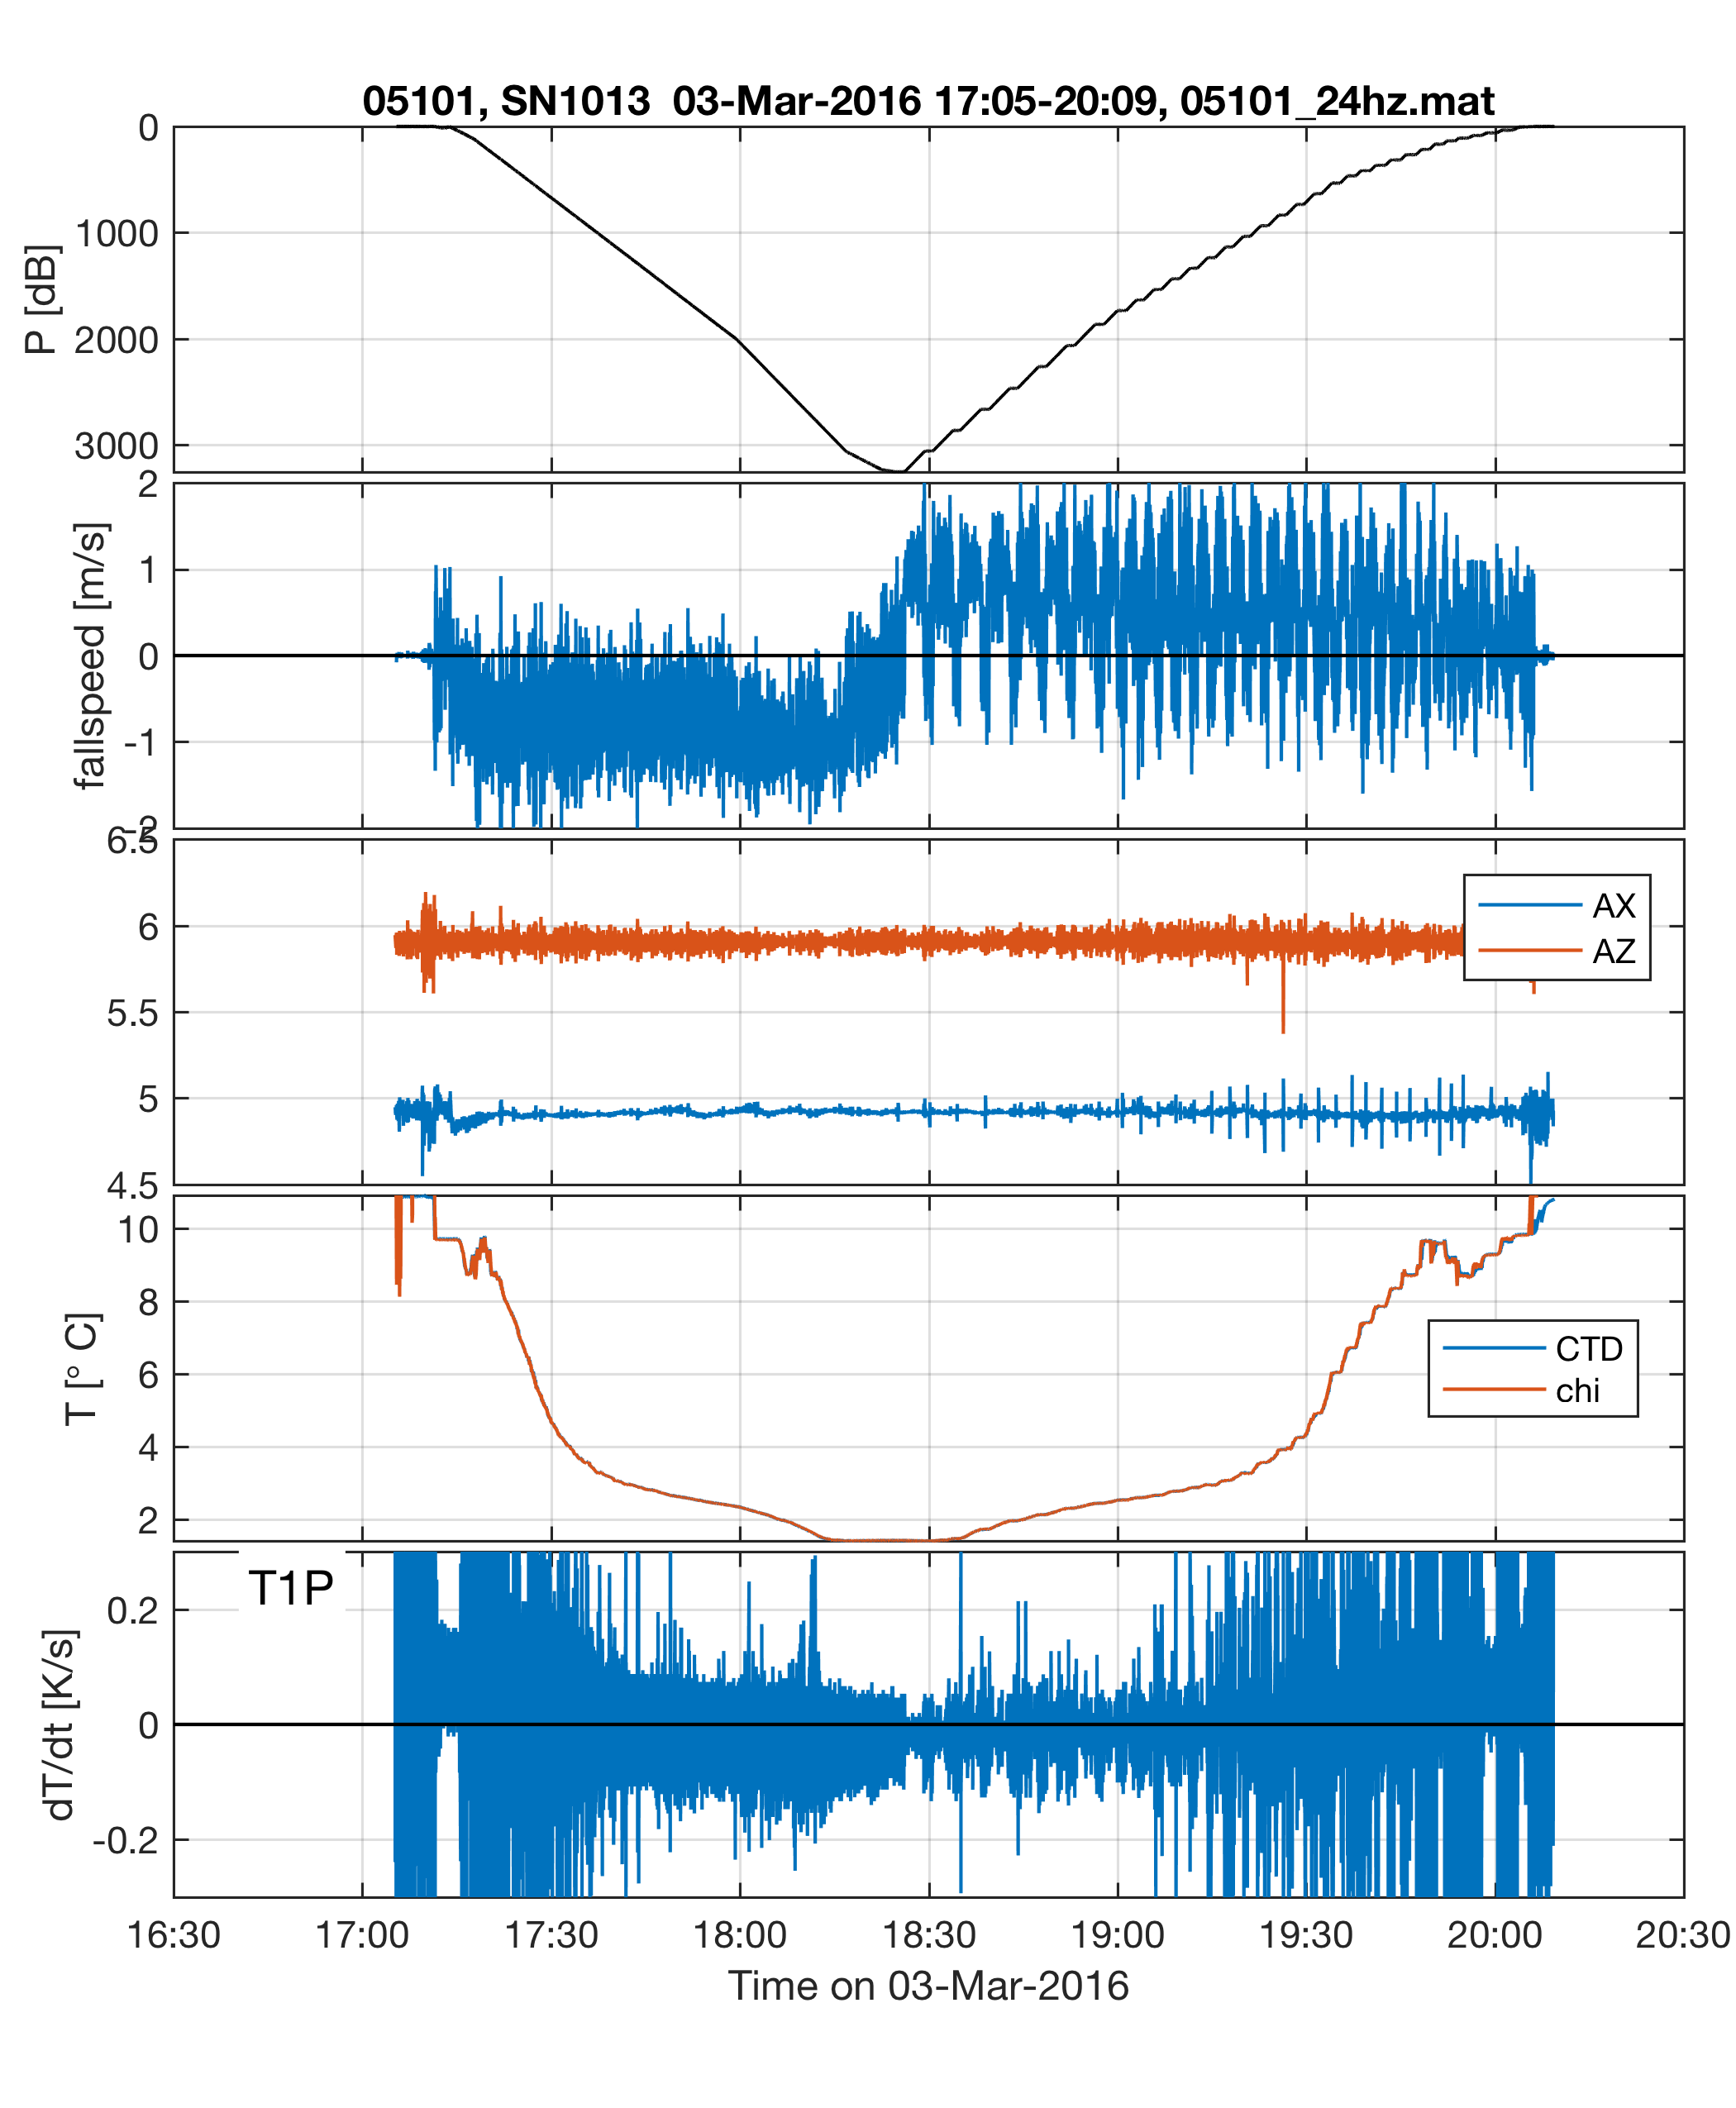 05101, SN1013  03-Mar-2016 17:05-20:09, 05101_24hz.mat
0
1000
2000
3000
P [dB]
2
1
0
-1
-2
fallspeed [m/s]
6.5
6
5.5
5
4.5
AX
AZ
10
8
6
4
2
T [° C]
CTD
chi
T1P
0.2
0
-0.2
dT/dt [K/s]
16:30 17:00 17:30 18:00 18:30 19:00 19:30 20:00 20:30
Time on 03-Mar-2016